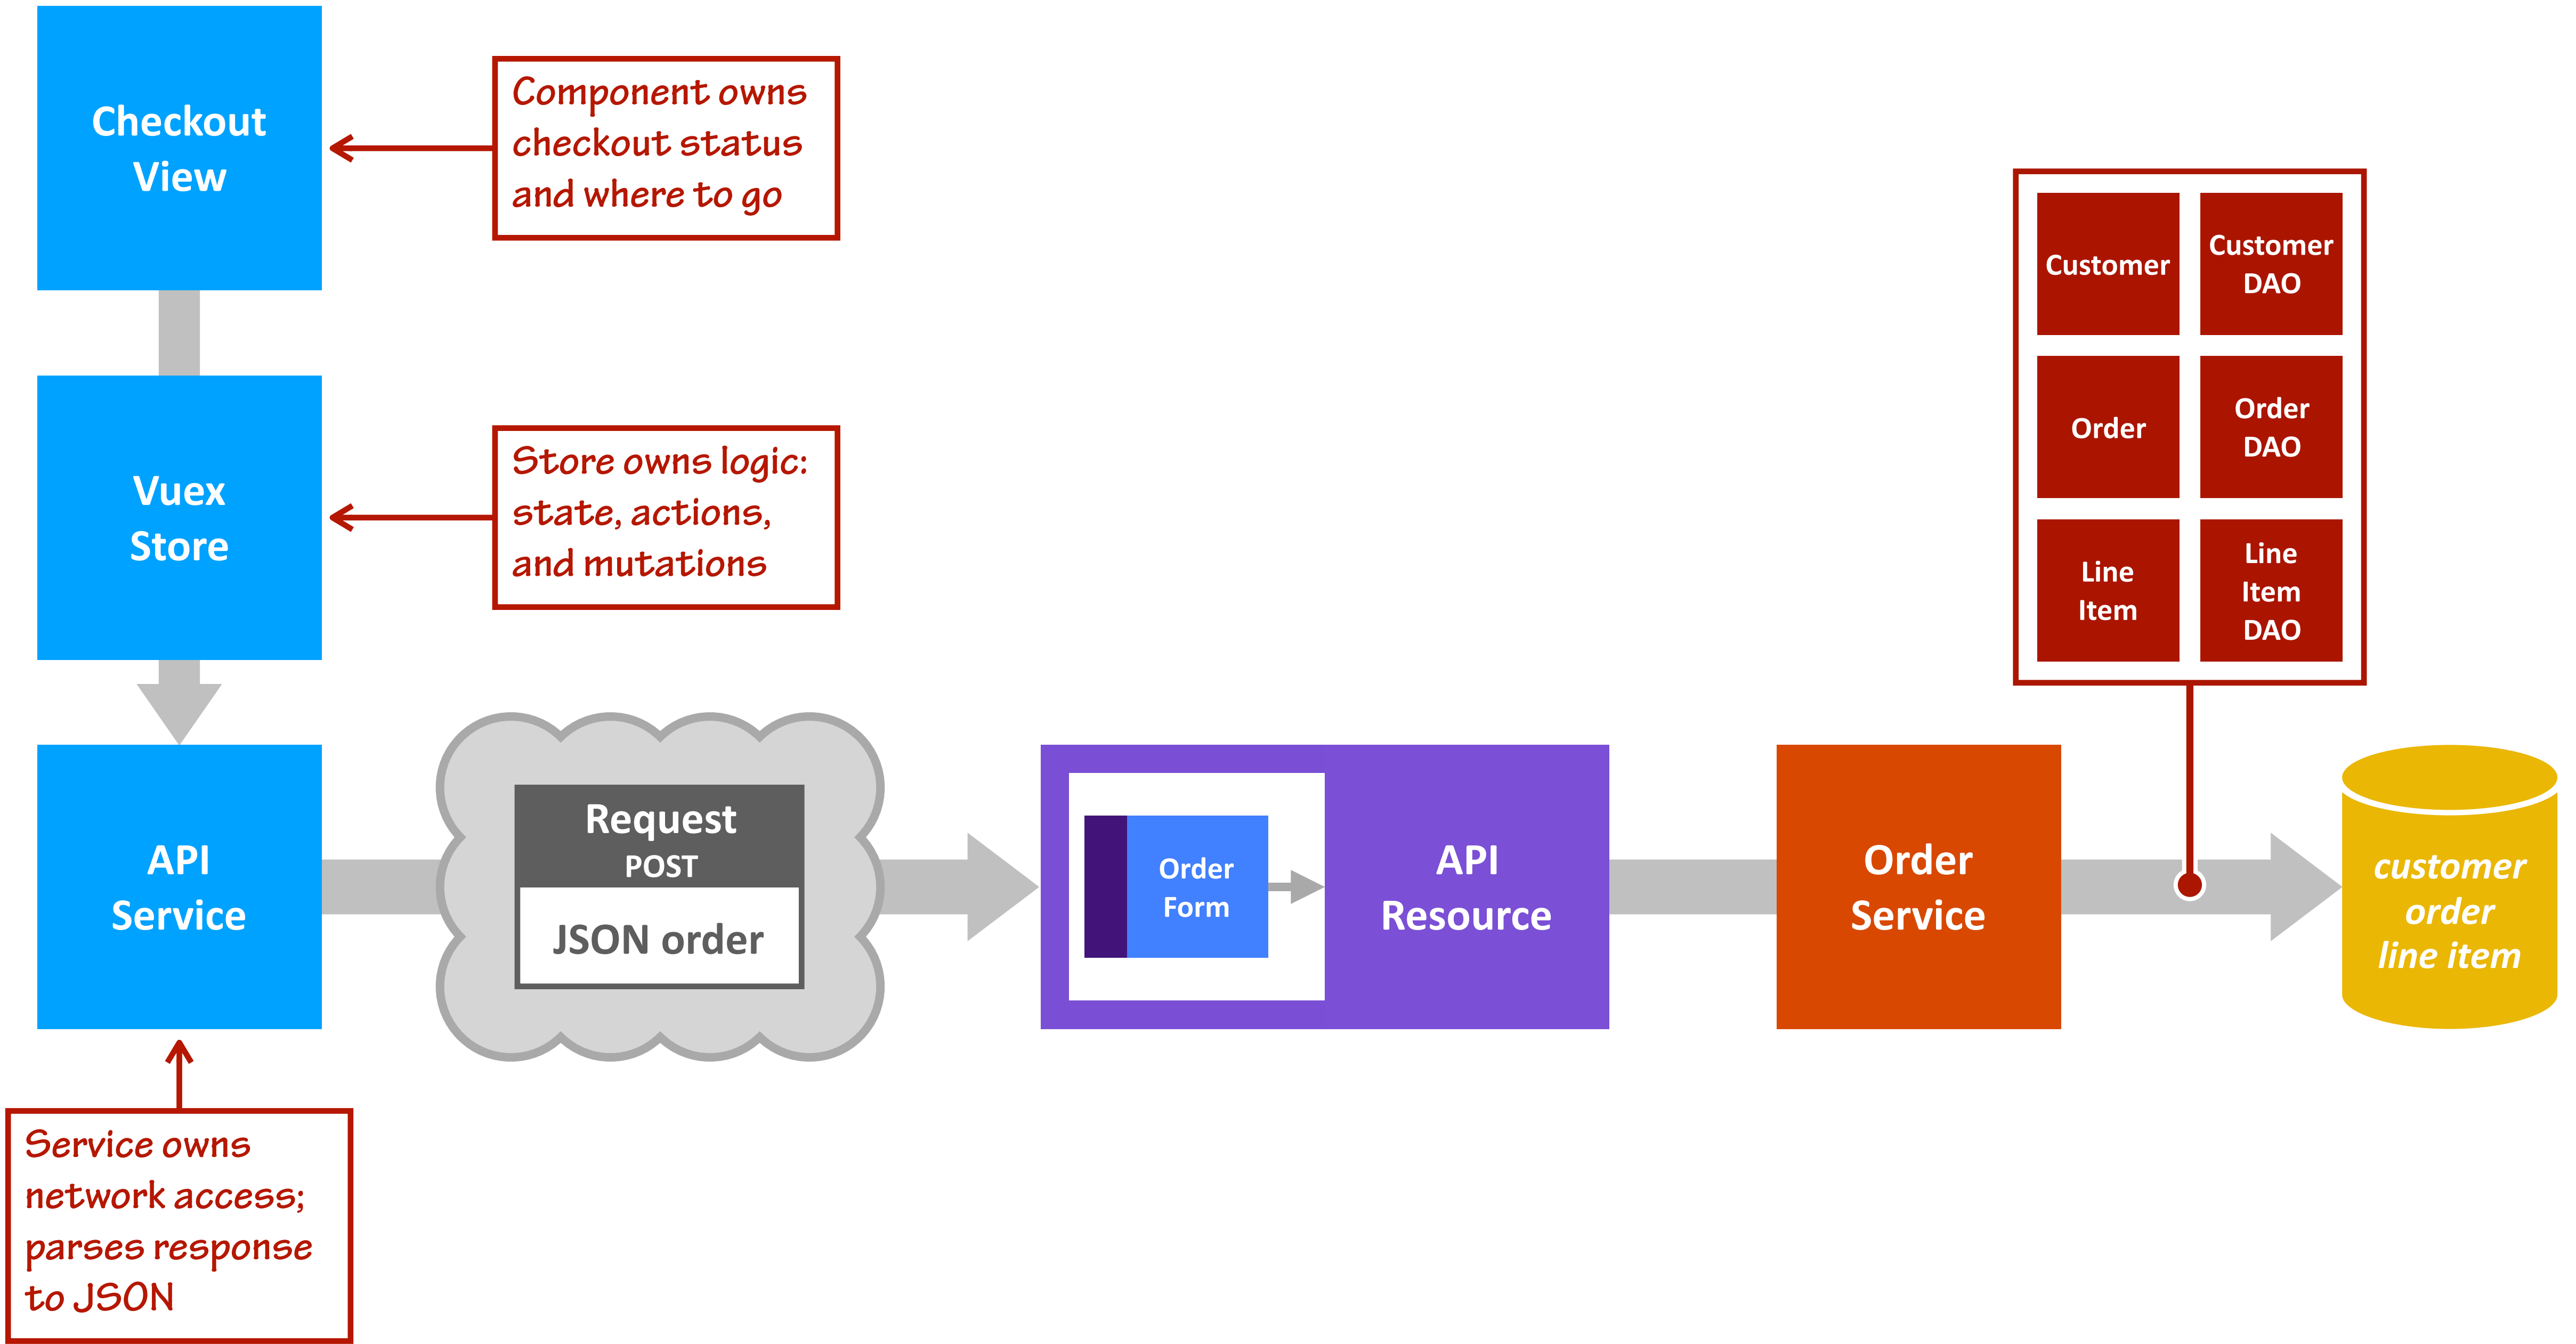 Checkout
View
Component owns
checkout status
and where to go
Vuex
Store
Store owns logic:
state, actions,
and mutations
API
Service
Service owns
network access;
parses response
to JSON
Request
POST
JSON order
Order
Form
API
Resource
Order
Service
Customer
Customer
DAO
Order
Order
DAO
Line
Item
Line
Item
DAO
customer
order
line item